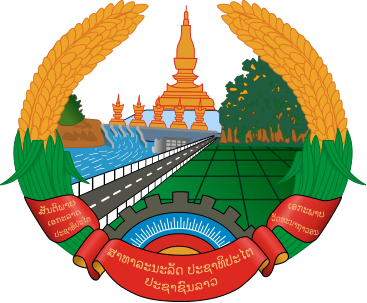 ສັນຕິພາບ
ເອກະລາດ
ປະຊາທິປະໄຕ
ເອກະພາບ
ວັດທະນາຖາວອນ
ສາທາລະນະລັດ ປະຊາທິປະໄຕ
ປະຊາຊົນລາວ